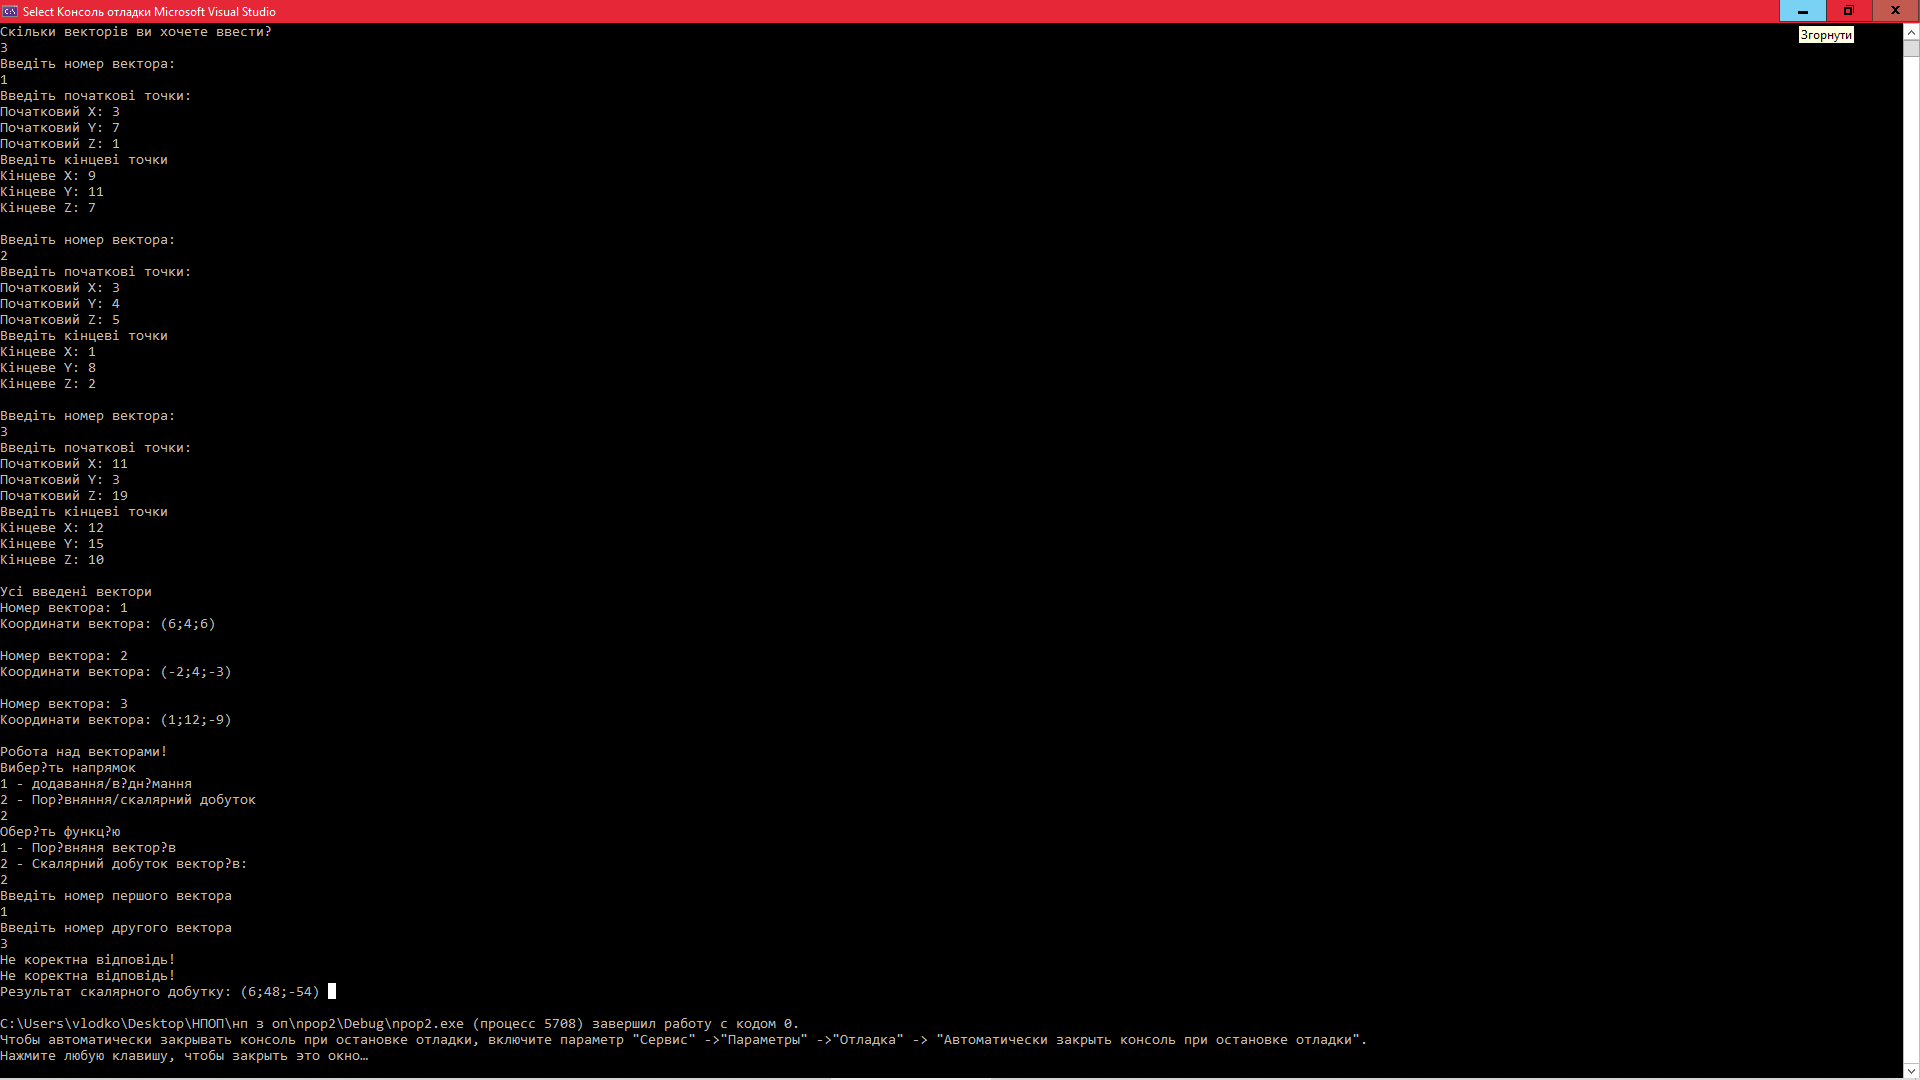 Select Консоль отладки Microsoft Visual Studio
Згорнути
Скільки векторів ви хочете ввести?
3
Введіть номер вектора:
1
Введіть початкові точки:
Початковий X: 3
Початковий Y: 7
Початковий Z: 1
Введіть кінцеві точки
Кінцеве X: 9
Кінцеве Y: 11
Кінцеве Z: 7
Введіть номер вектора:
2
Введіть початкові точки:
Початковий X: 3
Початковий Y: 4
Початковий Z: 5
Введіть кінцеві точки
Кінцеве X: 1
Кінцеве Y: 8
Кінцеве Z: 2
Введіть номер вектора:
3
Введіть початкові точки:
Початковий X: 11
Початковий Y: 3
Початковий Z: 19
Введіть кінцеві точки
Кінцеве X: 12
Кінцеве Y: 15
Кінцеве Z: 10
Усі введені вектори
Номер вектора: 1
Координати вектора: (6;4;6)
Номер вектора: 2
Координати вектора: (-2;4;-3)
Номер вектора: 3
Координати вектора: (1;12;-9)
Робота над векторами!
Вибер?ть напрямок
1 - додавання/в?дн?мання
2 - Пор?вняння/скалярний добуток
2
Обер?ть функц?ю
1 - Пор?вняня вектор?в
2 - Скалярний добуток вектор?в:
2
Введіть номер першого вектора
1
Введіть номер другого вектора
3
Не коректна відповідь!
Не коректна відповідь!
Результат скалярного добутку: (6;48;-54)
C:\Users\vlodko\Desktop\НПОП\нп з оп\npop2\Debug\npop2.exe (процесс 5708) завершил работу с кодом 0.
Чтобы автоматически закрывать консоль при остановке отладки, включите параметр "Сервис" ->"Параметры" ->"Отладка" -> "Автоматически закрыть консоль при остановке отладки".
Нажмите любую клавишу, чтобы закрыть это окно…